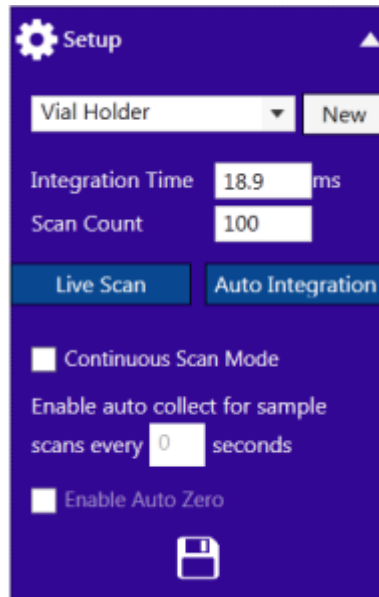 Setup
Vial Holder New
Integration Time 18.9 ms
Scan Count 100
Live Scan Auto Integration
Continuous Scan Mode
Enable auto collect for sample
scans every 0 seconds
Enable Auto Zero